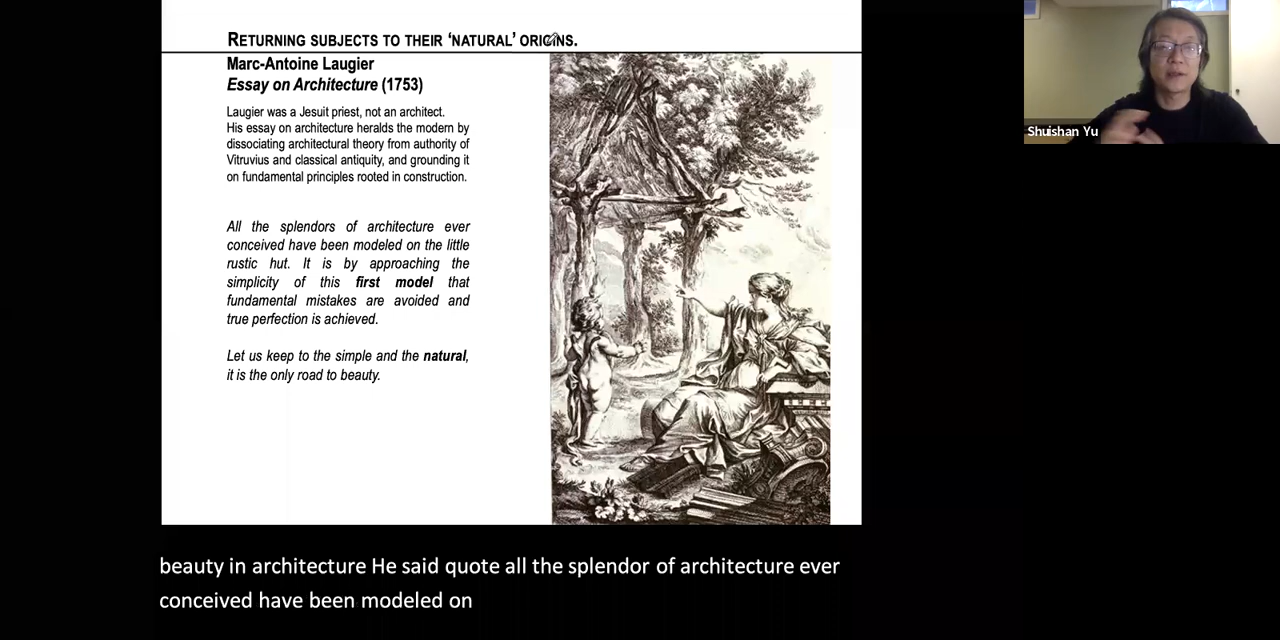 RETURNING SUBJECTS TO THEIR ‘NATURAL’ ORIGINS.
Marc-Antoine Laugier
Essay on Architecture (1753)
Laugier was a Jesuit priest, not an architect.
His essay on architecture heralds the modern by
dissociating architectural theory from authority of
Vitruvius and classical antiquity, and grounding it
on fundamental principles rooted in construction.
All the splendors of architecture ever
conceived have been modeled on the little
rustic hut. It is by approaching the
simplicity of this first model that
fundamental mistakes are avoided and
true perfection is achieved.
Let us keep to the simple and the natural,
it is the only road to beauty.
Shuishan Yu
beauty in architecture He said quote all the splendor of architecture ever
conceived have been modeled on